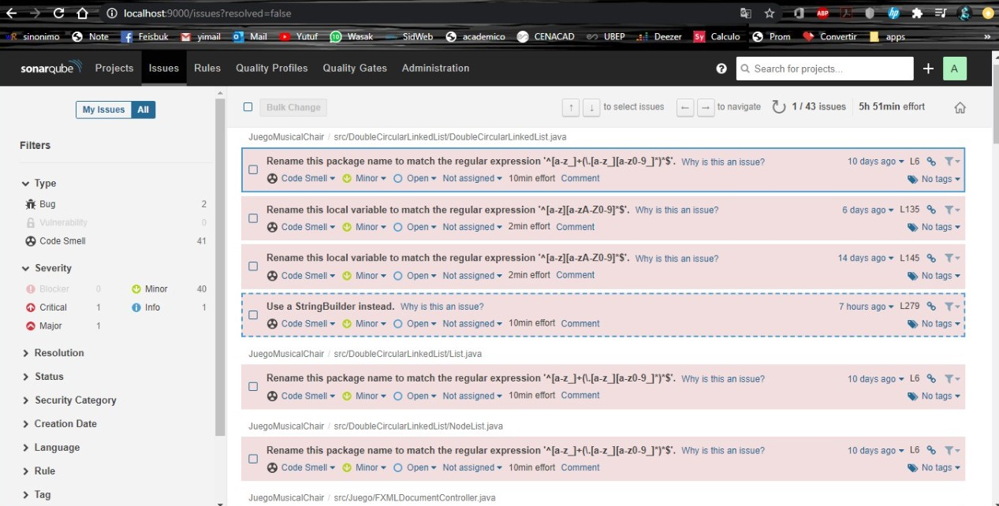 localhost:9000/issues?resolved=false
ABP
sinonimo Note Feisbuk yimail Mail Yutuf 10 Wasak SidWeb academico CENACAD UBEP Deezer Sy Calculo Prom Convertir apps »
sonarqube Projects Issues Rules Quality Profiles Quality Gates Administration ? Search for projects... + A
My Issues All
Bulk Change ↑ ↓ to select issues ← → to navigate 1 / 43 issues 5h 51min effort
Filters
Type
Bug 2
Vulnerability 0
Code Smell 41
Severity
Blocker 0 Minor 40
Critical 1 Info 1
Major 1
Resolution
Status
Security Category
Creation Date
Language
Rule
Tag
JuegoMusicalChair / src/DoubleCircularLinkedList/DoubleCircularLinkedList.java
Rename this package name to match the regular expression '^[a-z_]+(\.[a-z_][a-z0-9_]*)*$'. Why is this an issue? 10 days ago L6
Code Smell Minor Open Not assigned 10min effort Comment No tags
Rename this local variable to match the regular expression '^[a-z][a-zA-Z0-9]*$'. Why is this an issue? 6 days ago L135
Code Smell Minor Open Not assigned 2min effort Comment No tags
Rename this local variable to match the regular expression '^[a-z][a-zA-Z0-9]*$'. Why is this an issue? 14 days ago L145
Code Smell Minor Open Not assigned 2min effort Comment No tags
Use a StringBuilder instead. Why is this an issue? 7 hours ago L279
Code Smell Minor Open Not assigned 10min effort Comment No tags
JuegoMusicalChair / src/DoubleCircularLinkedList/List.java
Rename this package name to match the regular expression '^[a-z_]+(\.[a-z_][a-z0-9_]*)*$'. Why is this an issue? 10 days ago L6
Code Smell Minor Open Not assigned 10min effort Comment No tags
JuegoMusicalChair / src/DoubleCircularLinkedList/NodeList.java
Rename this package name to match the regular expression '^[a-z_]+(\.[a-z_][a-z0-9_]*)*$'. Why is this an issue? 10 days ago L6
Code Smell Minor Open Not assigned 10min effort Comment No tags
JuegoMusicalChair / src/Juego/FXMLDocumentController.java